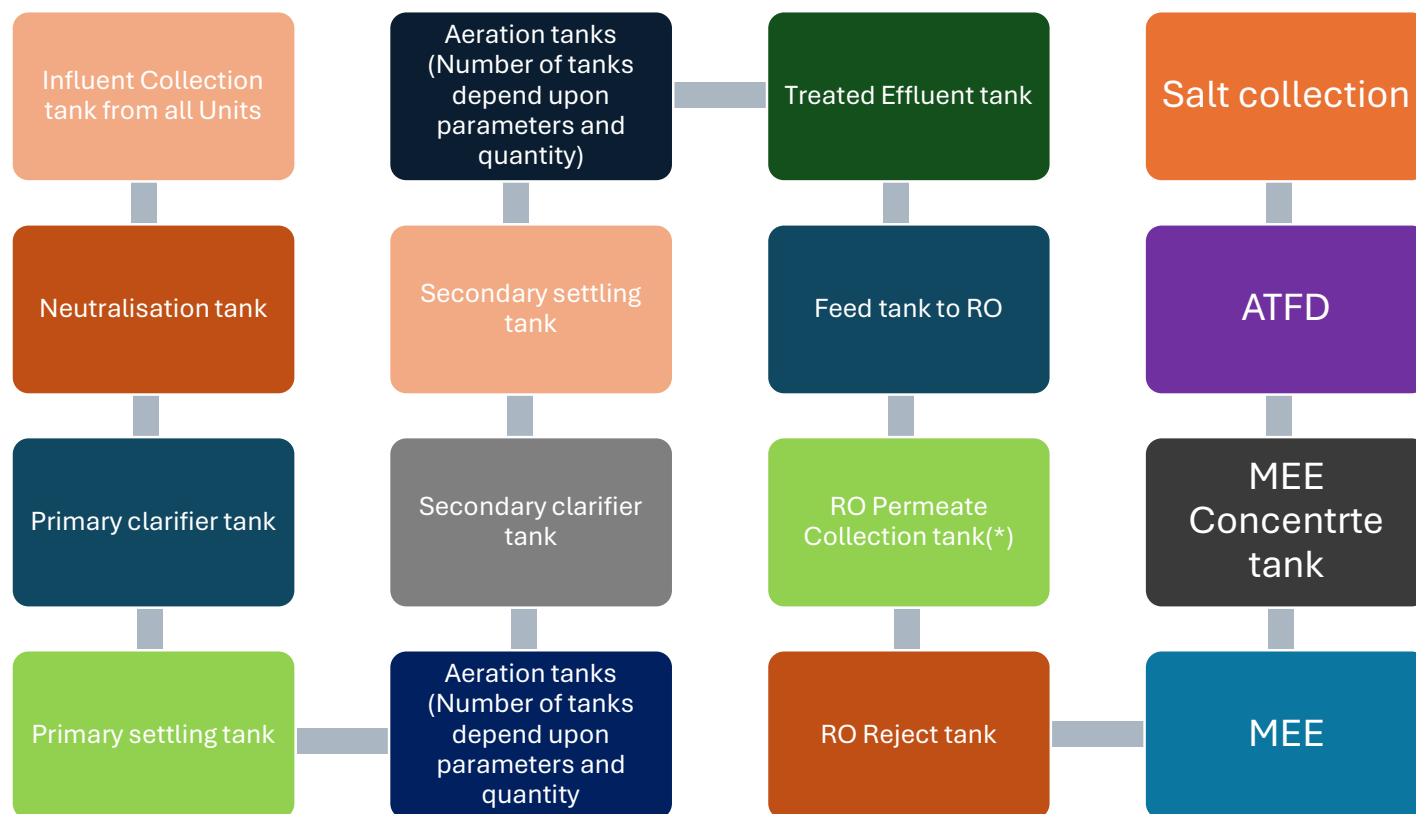 Influent Collection
tank from all Units
Neutralisation tank
Primary clarifier tank
Primary settling tank
Aeration tanks
(Number of tanks
depend upon
parameters and
quantity
Secondary clarifier
tank
Secondary settling
tank
Aeration tanks
(Number of tanks
depend upon
parameters and
quantity)
Treated Effluent tank
Feed tank to RO
RO Permeate
Collection tank(*)
RO Reject tank
MEE
MEE
Concentrte
tank
ATFD
Salt collection